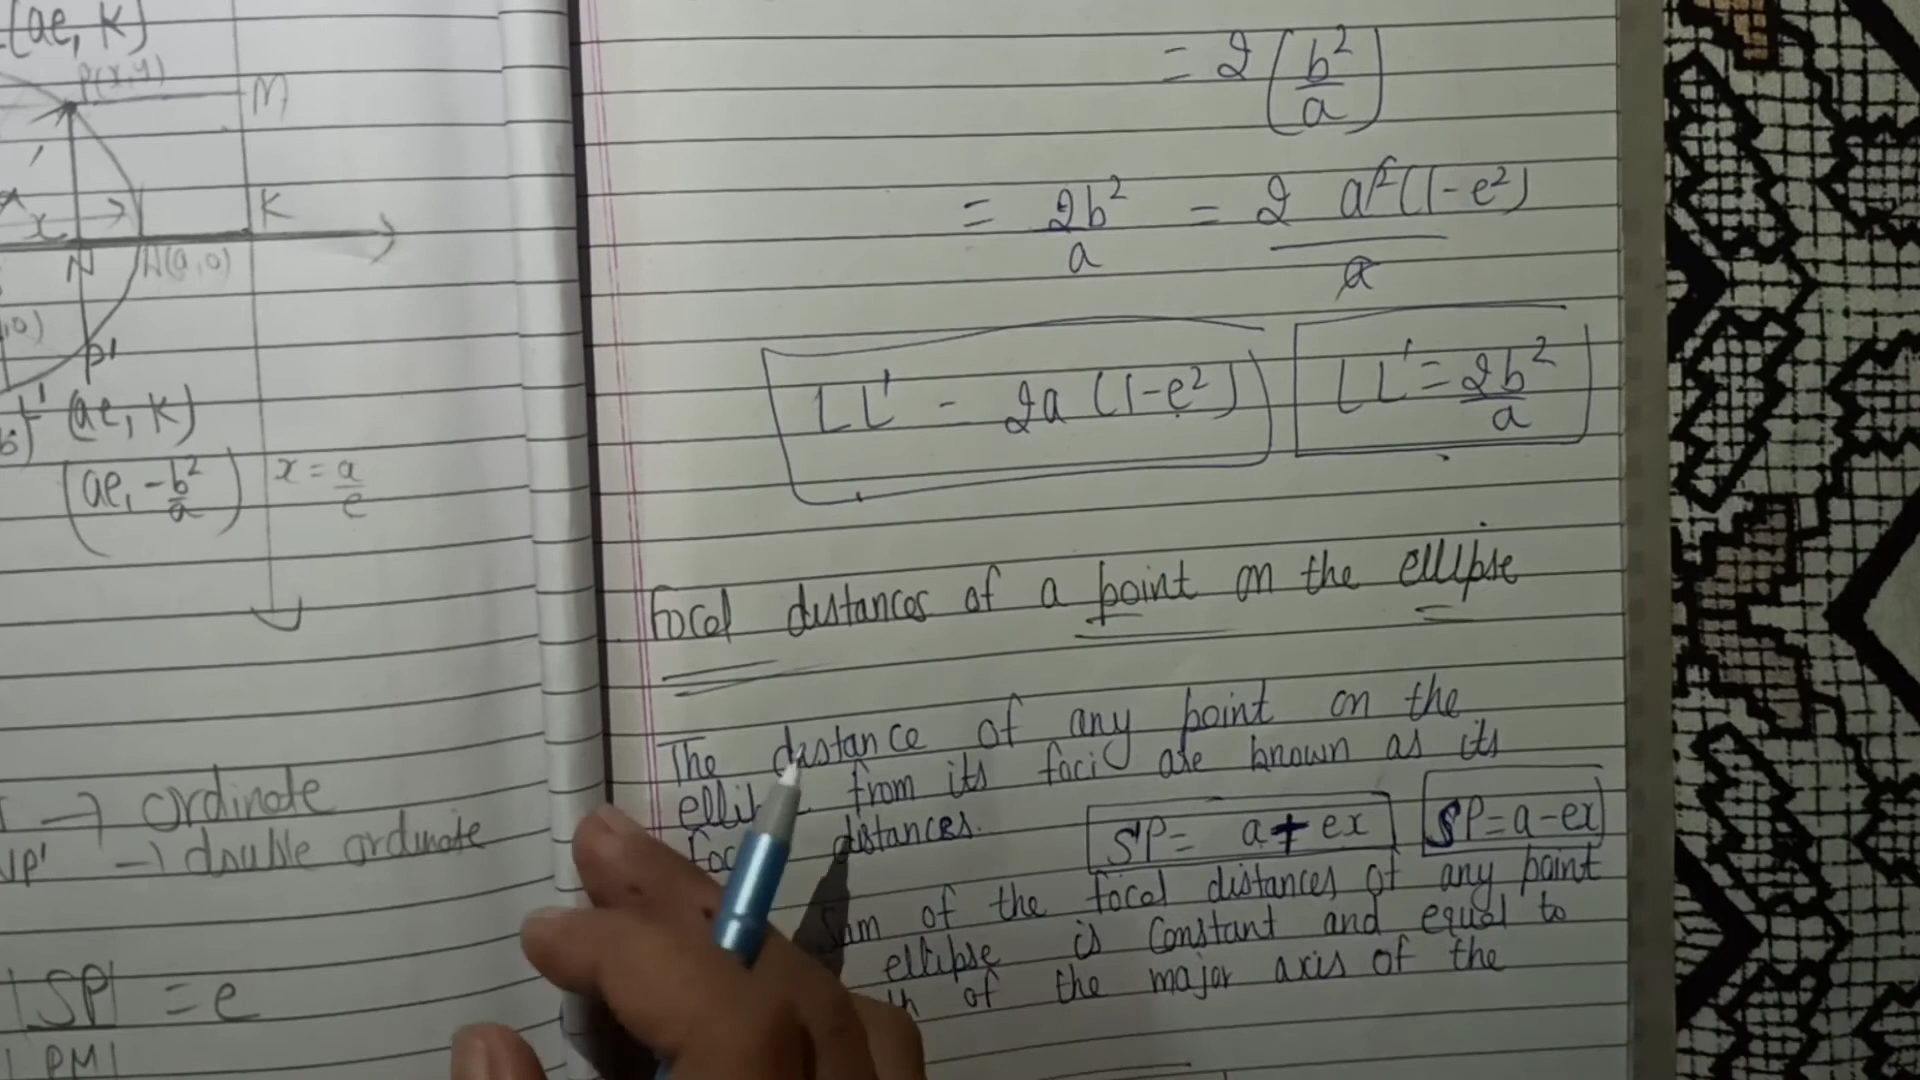 (ae, K)
P(x,y)
M
x
K
N
A(a,0)
,0)
P'
L' (ae, K)
(ae, -b²/a)
x = a/e
→ ordinate
→ double ordinate
|SP| = e
|PM|
= 2 (b²/a)
= 2b²/a = 2 a²(1-e²)/a
LL' = 2a (1-e²)
LL' = 2b²/a
Focal distances of a point on the ellipse
The distance of any point on the
from its foci are known as its
distances.
S'P = a+ex
SP=a-ex
Sum of the focal distances of any point
ellipse is constant and equal to
of the major axis of the